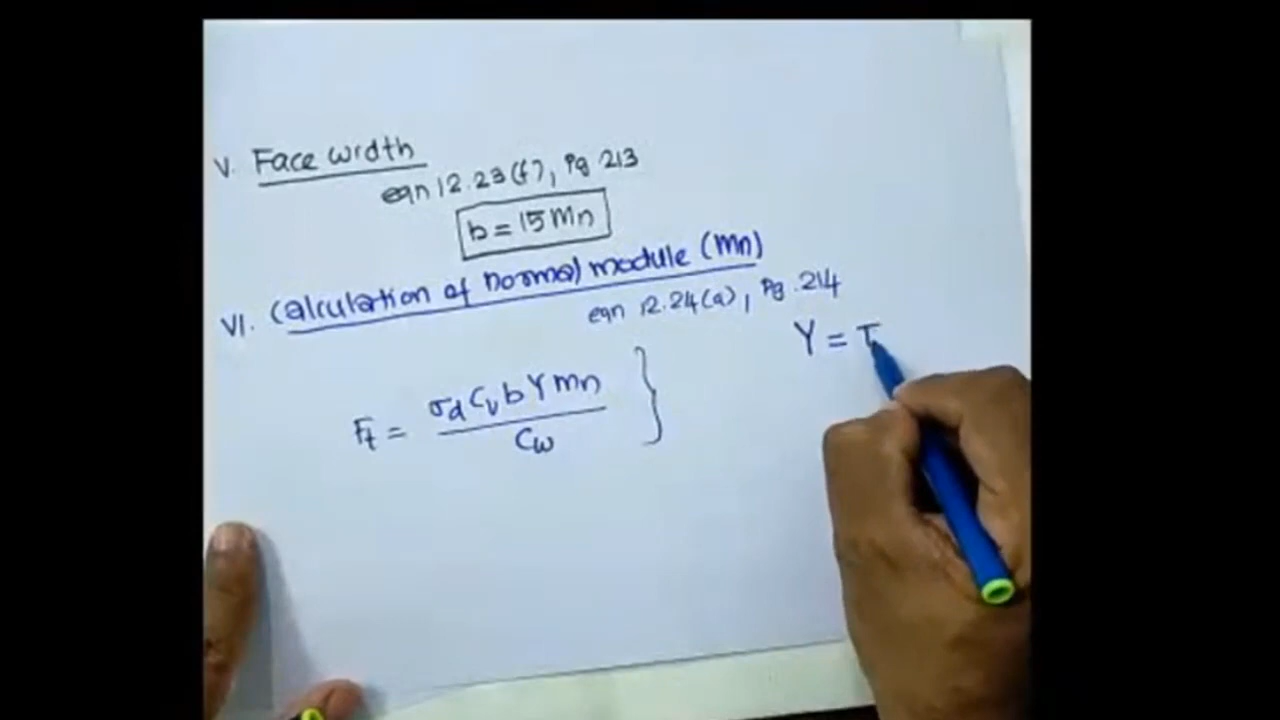 V. Face width
eqn 12.23(f), Pg 213
b = 15 Mn
VI. Calculation of normal module (Mn)
eqn 12.24(a), Pg. 214
Y = π
Ft = σd Cv b Y mn / Cw }